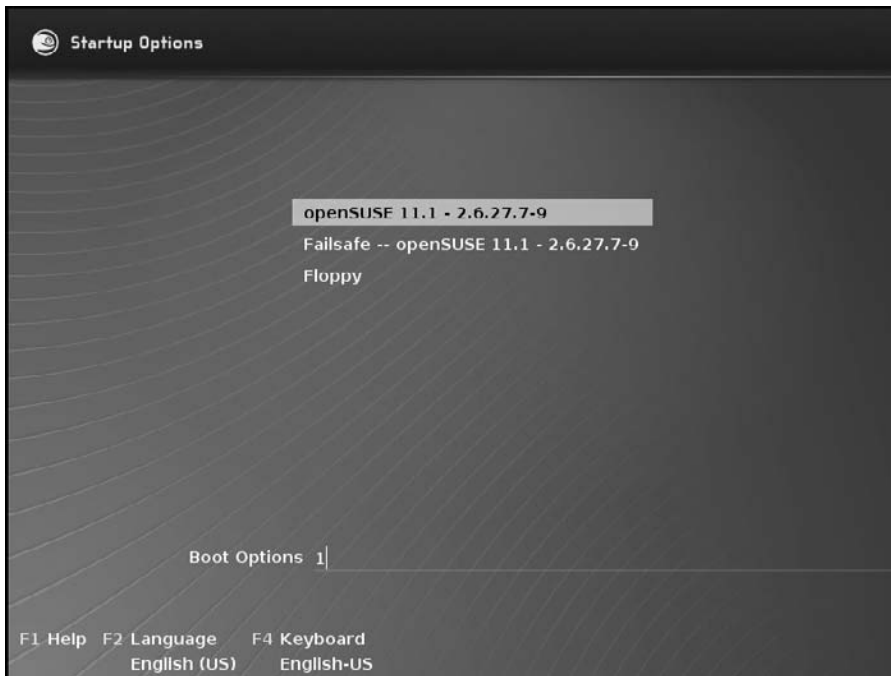 Startup Options
openSUSE 11.1 - 2.6.27.7-9
Failsafe -- openSUSE 11.1 - 2.6.27.7-9
Floppy
Boot Options 1
F1 Help F2 Language F4 Keyboard
English (US) English-US